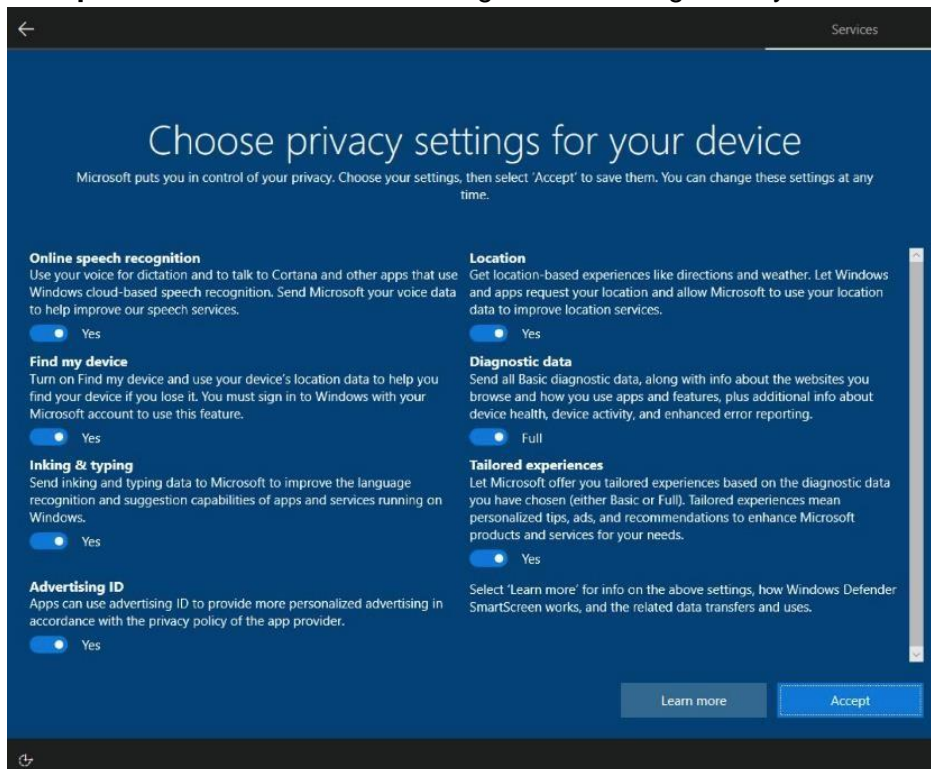 Services
Choose privacy settings for your device
Microsoft puts you in control of your privacy. Choose your settings, then select 'Accept' to save them. You can change these settings at any
time.
Online speech recognition
Use your voice for dictation and to talk to Cortana and other apps that use
Windows cloud-based speech recognition. Send Microsoft your voice data
to help improve our speech services.
Yes
Find my device
Turn on Find my device and use your device's location data to help you
find your device if you lose it. You must sign in to Windows with your
Microsoft account to use this feature.
Yes
Inking & typing
Send inking and typing data to Microsoft to improve the language
recognition and suggestion capabilities of apps and services running on
Windows.
Yes
Advertising ID
Apps can use advertising ID to provide more personalized advertising in
accordance with the privacy policy of the app provider.
Yes
Location
Get location-based experiences like directions and weather. Let Windows
and apps request your location and allow Microsoft to use your location
data to improve location services.
Yes
Diagnostic data
Send all Basic diagnostic data, along with info about the websites you
browse and how you use apps and features, plus additional info about
device health, device activity, and enhanced error reporting.
Full
Tailored experiences
Let Microsoft offer you tailored experiences based on the diagnostic data
you have chosen (either Basic or Full). Tailored experiences mean
personalized tips, ads, and recommendations to enhance Microsoft
products and services for your needs.
Yes
Select 'Learn more' for info on the above settings, how Windows Defender
SmartScreen works, and the related data transfers and uses.
Learn more
Accept